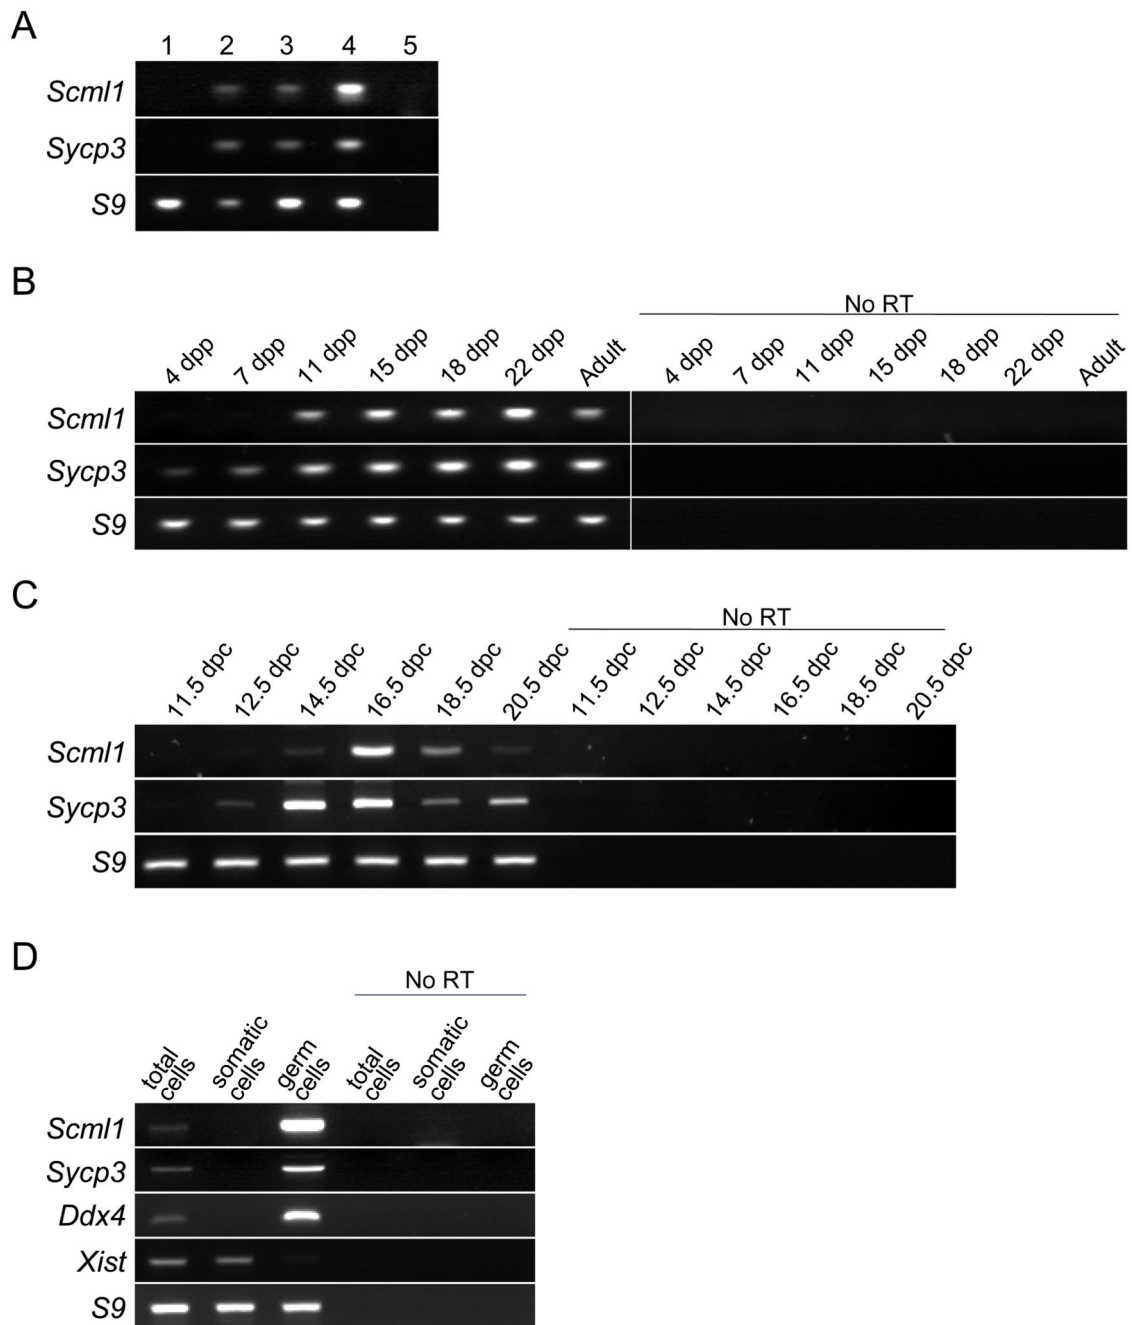 A
1 2 3 4 5
Scml1
Sycp3
S9
B
No RT
4 dpp 7 dpp 11 dpp 15 dpp 18 dpp 22 dpp Adult 4 dpp 7 dpp 11 dpp 15 dpp 18 dpp 22 dpp Adult
Scml1
Sycp3
S9
C
No RT
11.5 dpc 12.5 dpc 14.5 dpc 16.5 dpc 18.5 dpc 20.5 dpc 11.5 dpc 12.5 dpc 14.5 dpc 16.5 dpc 18.5 dpc 20.5 dpc
Scml1
Sycp3
S9
D
No RT
total cells somatic cells germ cells total cells somatic cells germ cells
Scml1
Sycp3
Ddx4
Xist
S9